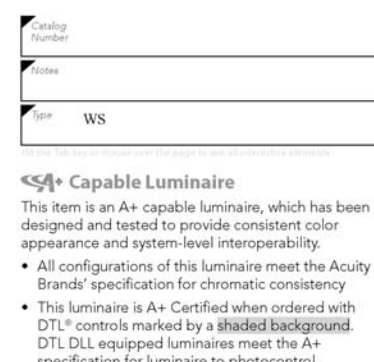 Catalog
Number
Notes
Type
WS
Hit the Tab key or mouse over the page to see all interactive elements.
A+ Capable Luminaire
This item is an A+ capable luminaire, which has been
designed and tested to provide consistent color
appearance and system-level interoperability.
• All configurations of this luminaire meet the Acuity
Brands' specification for chromatic consistency
• This luminaire is A+ Certified when ordered with
DTL® controls marked by a shaded background.
DTL DLL equipped luminaires meet the A+
specification for luminaire to photocontrol